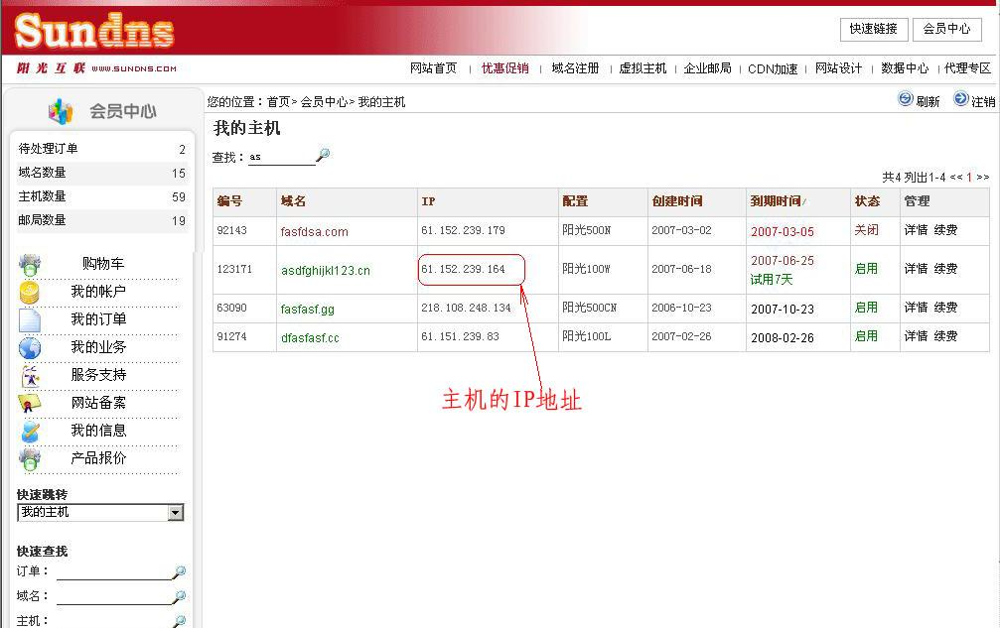 Sundns
快速链接 会员中心
阳光互联 WWW.SUNDNS.COM
网站首页 | 优惠促销 | 域名注册 | 虚拟主机 | 企业邮局 | CDN加速 | 网站设计 | 数据中心 | 代理专区
会员中心
待处理订单 2
域名数量 15
主机数量 59
邮局数量 19
购物车
我的帐户
我的订单
我的业务
服务支持
网站备案
我的信息
产品报价
快速跳转
我的主机
快速查找
订单：
域名：
主机：
您的位置：首页> 会员中心> 我的主机
刷新 注销
我的主机
查找： as
共4 列出1-4 << 1 >>
编号 域名 IP 配置 创建时间 到期时间/ 状态 管理
92143 fasfdsa.com 61.152.239.179 阳光500N 2007-03-02 2007-03-05 关闭 详情 续费
123171 asdfghijkl123.cn 61.152.239.164 阳光100W 2007-06-18 2007-06-25 试用7天 启用 详情 续费
63090 fasfasf.gg 218.108.248.134 阳光500CN 2006-10-23 2007-10-23 启用 详情 续费
91274 dfasfasf.cc 61.151.239.83 阳光100L 2007-02-26 2008-02-26 启用 详情 续费
主机的IP地址